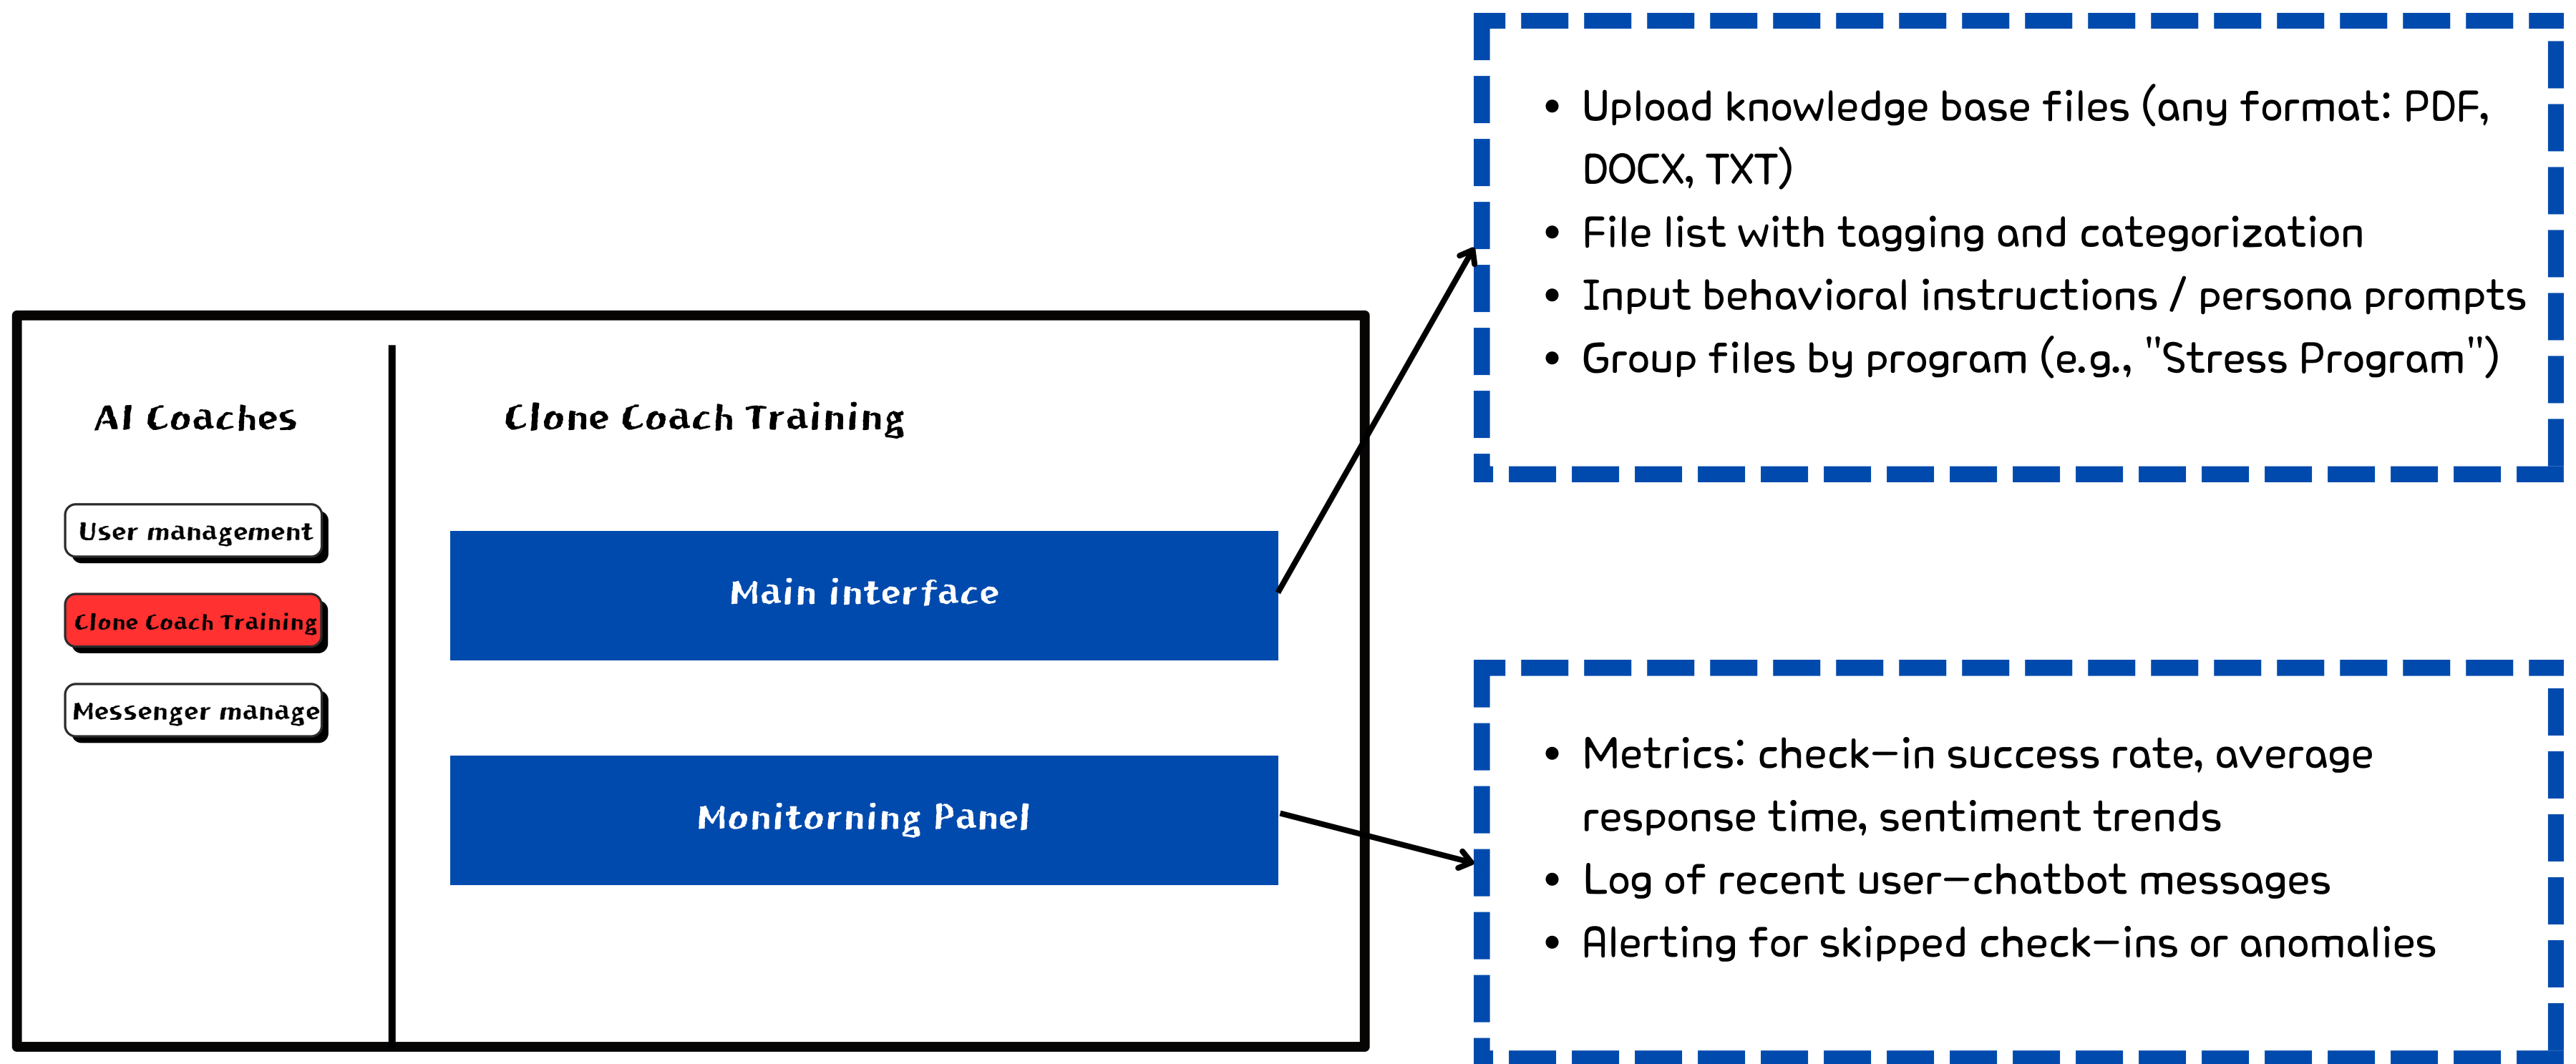 AI Coaches
User management
Clone Coach Training
Messenger manage
Clone Coach Training
Main interface
Monitorning Panel
• Upload knowledge base files (any format: PDF,
DOCX, TXT)
• File list with tagging and categorization
• Input behavioral instructions / persona prompts
• Group files by program (e.g., "Stress Program")
• Metrics: check-in success rate, average
response time, sentiment trends
• Log of recent user-chatbot messages
• Alerting for skipped check-ins or anomalies